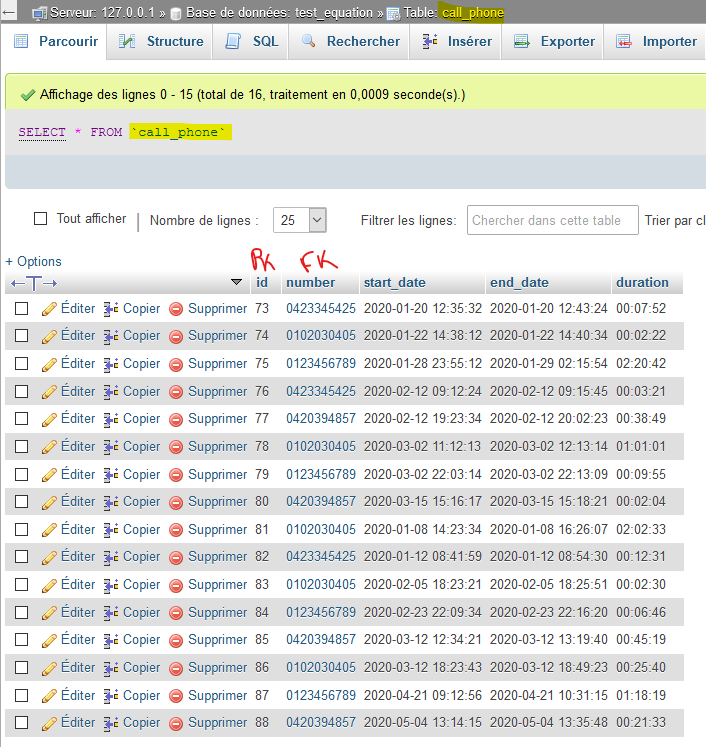 Serveur: 127.0.0.1 » Base de données: test_equation » Table: call_phone
Parcourir Structure SQL Rechercher Insérer Exporter Importer
Affichage des lignes 0 - 15 (total de 16, traitement en 0,0009 seconde(s).)
SELECT * FROM `call_phone`
Tout afficher | Nombre de lignes : 25 Filtrer les lignes: Chercher dans cette table Trier par cl
+ Options
PK FK
id number start_date end_date duration
Éditer Copier Supprimer 73 0423345425 2020-01-20 12:35:32 2020-01-20 12:43:24 00:07:52
Éditer Copier Supprimer 74 0102030405 2020-01-22 14:38:12 2020-01-22 14:40:34 00:02:22
Éditer Copier Supprimer 75 0123456789 2020-01-28 23:55:12 2020-01-29 02:15:54 02:20:42
Éditer Copier Supprimer 76 0423345425 2020-02-12 09:12:24 2020-02-12 09:15:45 00:03:21
Éditer Copier Supprimer 77 0420394857 2020-02-12 19:23:34 2020-02-12 20:02:23 00:38:49
Éditer Copier Supprimer 78 0102030405 2020-03-02 11:12:13 2020-03-02 12:13:14 01:01:01
Éditer Copier Supprimer 79 0123456789 2020-03-02 22:03:14 2020-03-02 22:13:09 00:09:55
Éditer Copier Supprimer 80 0420394857 2020-03-15 15:16:17 2020-03-15 15:18:21 00:02:04
Éditer Copier Supprimer 81 0102030405 2020-01-08 14:23:34 2020-01-08 16:26:07 02:02:33
Éditer Copier Supprimer 82 0423345425 2020-01-12 08:41:59 2020-01-12 08:54:30 00:12:31
Éditer Copier Supprimer 83 0102030405 2020-02-05 18:23:21 2020-02-05 18:25:51 00:02:30
Éditer Copier Supprimer 84 0123456789 2020-02-23 22:09:34 2020-02-23 22:16:20 00:06:46
Éditer Copier Supprimer 85 0420394857 2020-03-12 12:34:21 2020-03-12 13:19:40 00:45:19
Éditer Copier Supprimer 86 0102030405 2020-03-12 18:23:43 2020-03-12 18:49:23 00:25:40
Éditer Copier Supprimer 87 0123456789 2020-04-21 09:12:56 2020-04-21 10:31:15 01:18:19
Éditer Copier Supprimer 88 0420394857 2020-05-04 13:14:15 2020-05-04 13:35:48 00:21:33